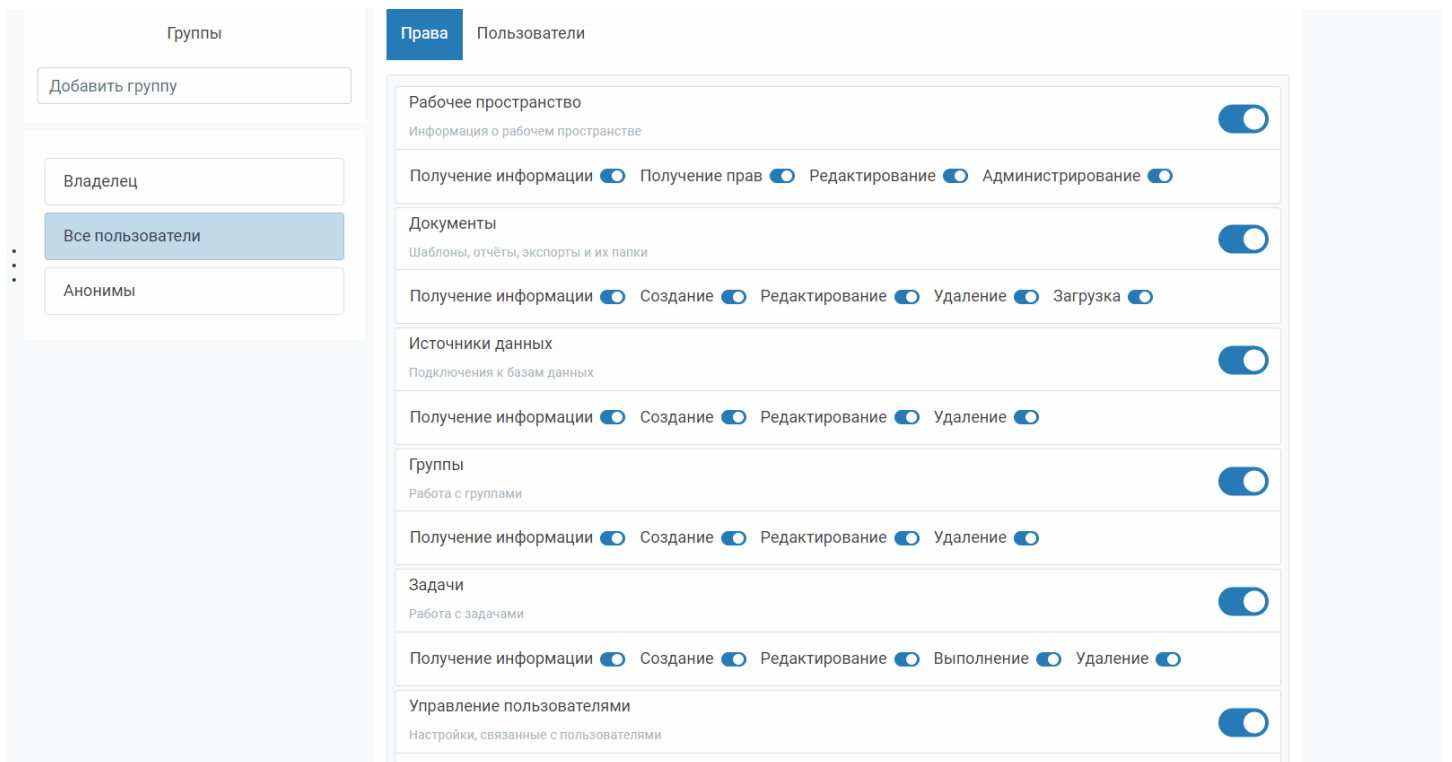 Группы
Добавить группу
Владелец
Все пользователи
Анонимы
Права Пользователи
Рабочее пространство
Информация о рабочем пространстве
Получение информации Получение прав Редактирование Администрирование
Документы
Шаблоны, отчёты, экспорты и их папки
Получение информации Создание Редактирование Удаление Загрузка
Источники данных
Подключения к базам данных
Получение информации Создание Редактирование Удаление
Группы
Работа с группами
Получение информации Создание Редактирование Удаление
Задачи
Работа с задачами
Получение информации Создание Редактирование Выполнение Удаление
Управление пользователями
Настройки, связанные с пользователями